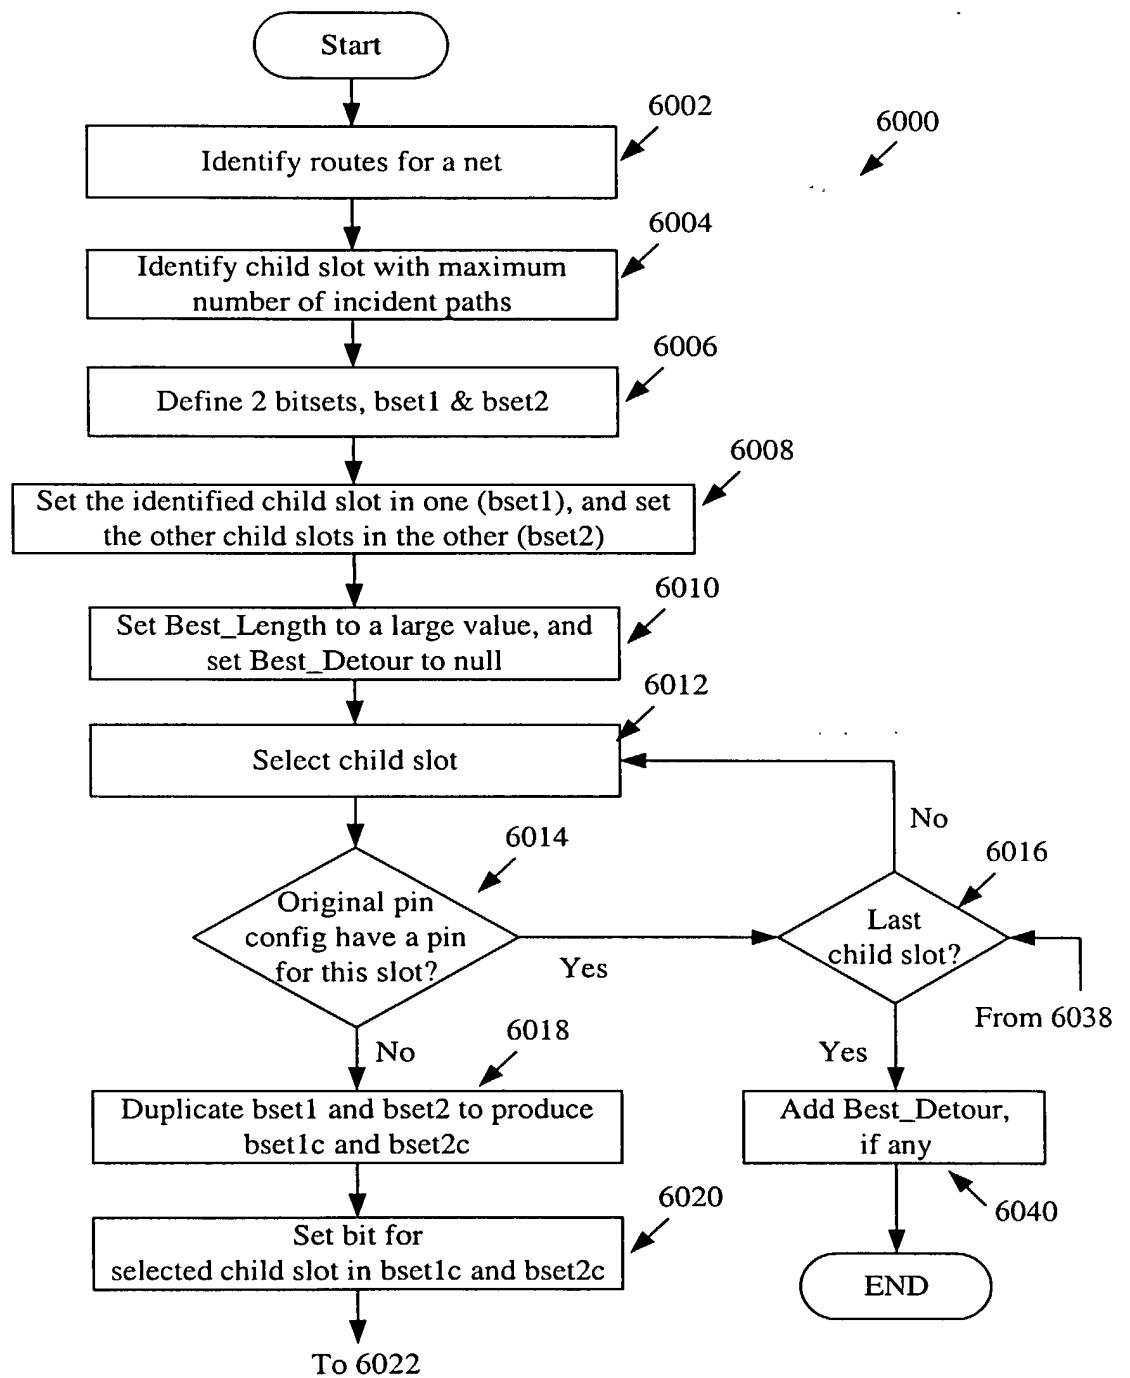 Start
6002
6000
Identify routes for a net
6004
Identify child slot with maximum
number of incident paths
6006
Define 2 bitsets, bset1 & bset2
6008
Set the identified child slot in one (bset1), and set
the other child slots in the other (bset2)
6010
Set Best_Length to a large value, and
set Best_Detour to null
6012
Select child slot
No
6014
6016
Original pin
config have a pin
for this slot?
Last
child slot?
Yes
From 6038
6018
No
Yes
Duplicate bset1 and bset2 to produce
bset1c and bset2c
Add Best_Detour,
if any
6020
6040
Set bit for
selected child slot in bset1c and bset2c
END
To 6022